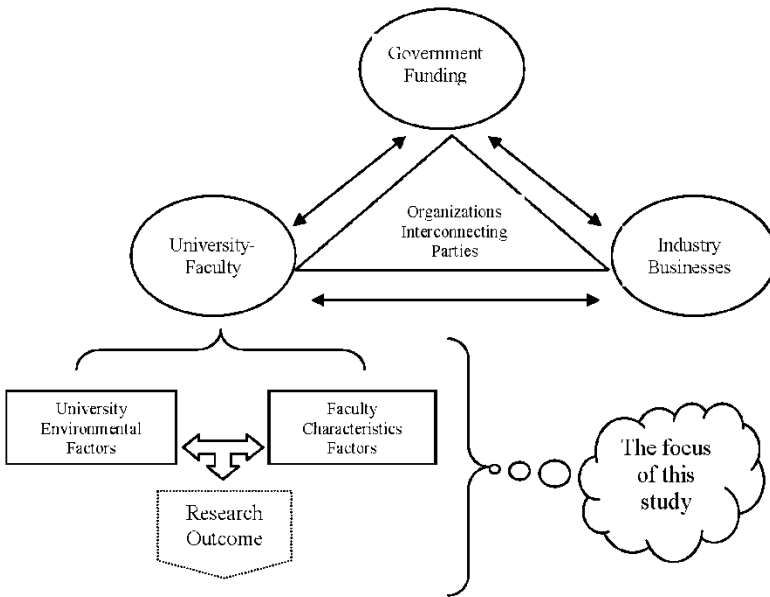 Government
Funding
Organizations
Interconnecting
Parties
University-
Faculty
Industry
Businesses
University
Environmental
Factors
Faculty
Characteristics
Factors
The focus
of this
study
Research
Outcome